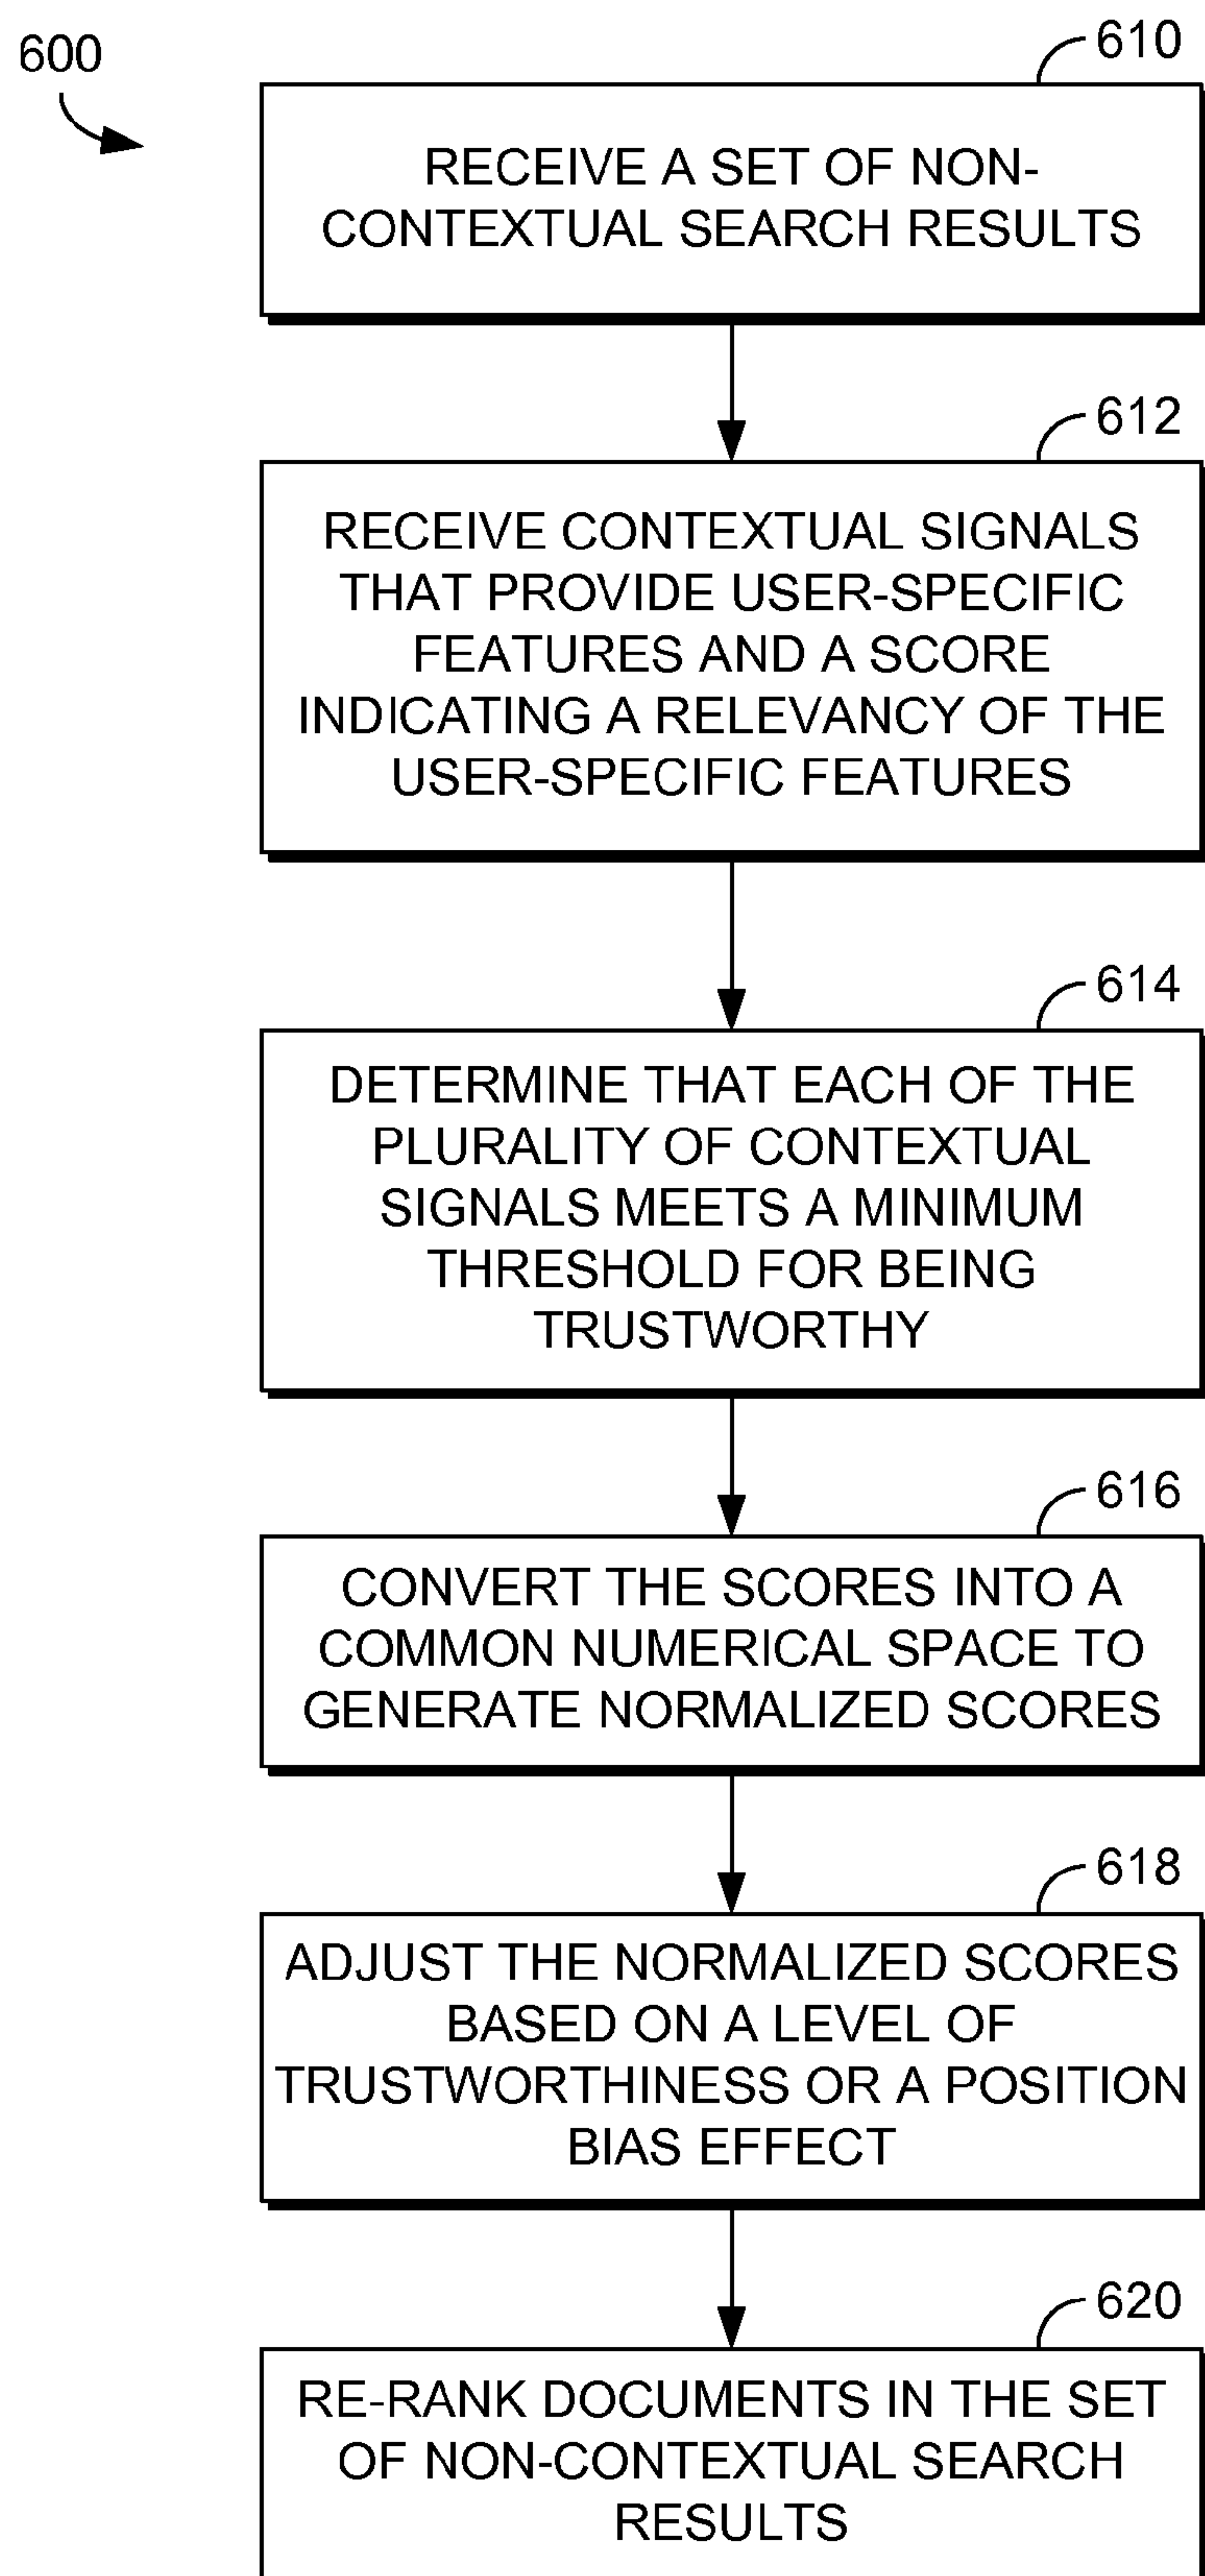 600
610
RECEIVE A SET OF NON-
CONTEXTUAL SEARCH RESULTS
612
RECEIVE CONTEXTUAL SIGNALS
THAT PROVIDE USER-SPECIFIC
FEATURES AND A SCORE
INDICATING A RELEVANCY OF THE
USER-SPECIFIC FEATURES
614
DETERMINE THAT EACH OF THE
PLURALITY OF CONTEXTUAL
SIGNALS MEETS A MINIMUM
THRESHOLD FOR BEING
TRUSTWORTHY
616
CONVERT THE SCORES INTO A
COMMON NUMERICAL SPACE TO
GENERATE NORMALIZED SCORES
618
ADJUST THE NORMALIZED SCORES
BASED ON A LEVEL OF
TRUSTWORTHINESS OR A POSITION
BIAS EFFECT
620
RE-RANK DOCUMENTS IN THE SET
OF NON-CONTEXTUAL SEARCH
RESULTS